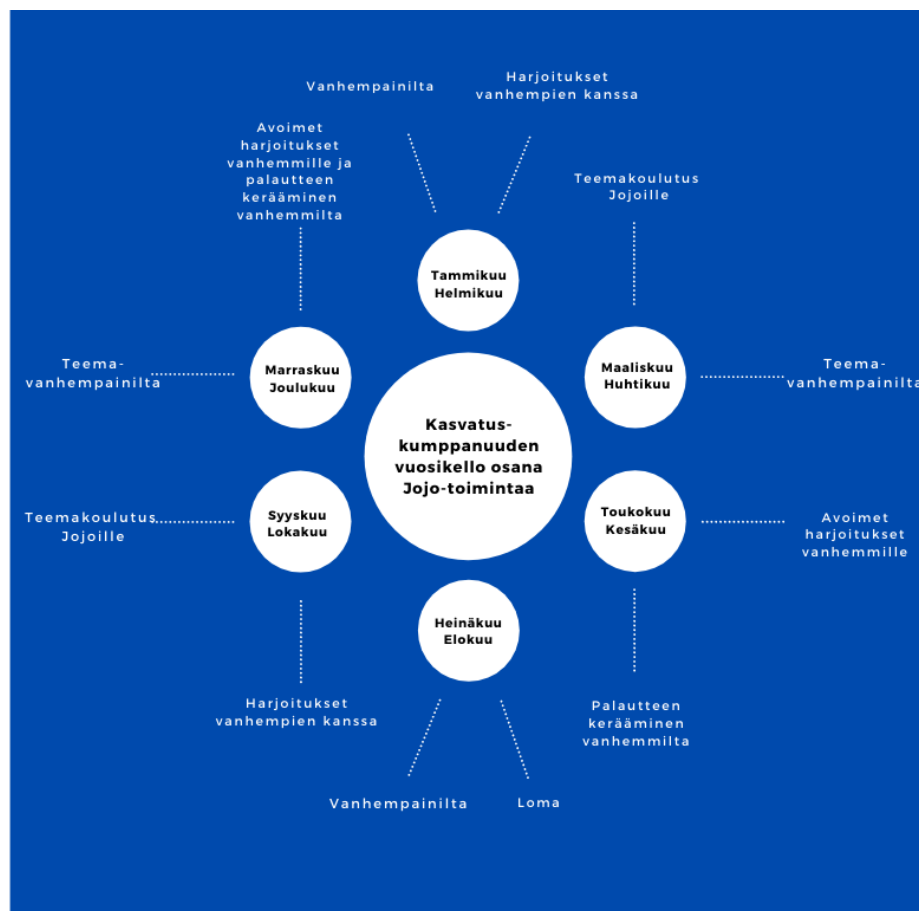 Vanhempainilta
Harjoitukset
vanhempien kanssa
Avoimet
harjoitukset
vanhemmille ja
palautteen
kerääminen
vanhemmilta
Teemakoulutus
Jojoille
Tammikuu
Helmikuu
Teema-
vanhempainilta
Marraskuu
Joulukuu
Maaliskuu
Huhtikuu
Teema-
vanhempainilta
Kasvatus-
kumppanuuden
vuosikello osana
Jojo-toimintaa
Teemakoulutus
Jojoille
Syyskuu
Lokakuu
Toukokuu
Kesäkuu
Avoimet
harjoitukset
vanhemmille
Heinäkuu
Elokuu
Harjoitukset
vanhempien kanssa
Palautteen
kerääminen
vanhemmilta
Vanhempainilta
Loma